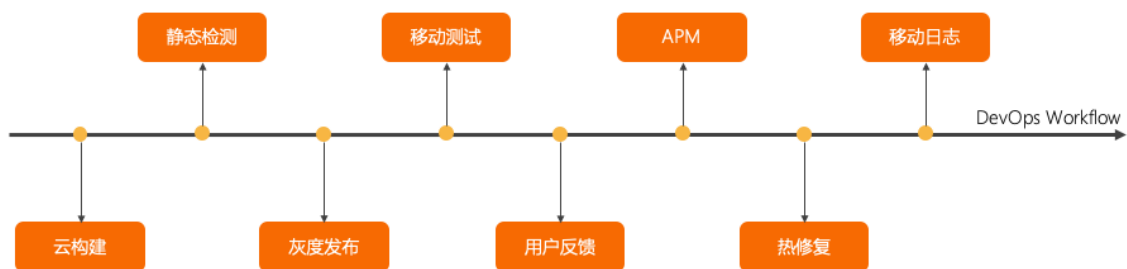 静态检测
移动测试
APM
移动日志
DevOps Workflow
云构建
灰度发布
用户反馈
热修复